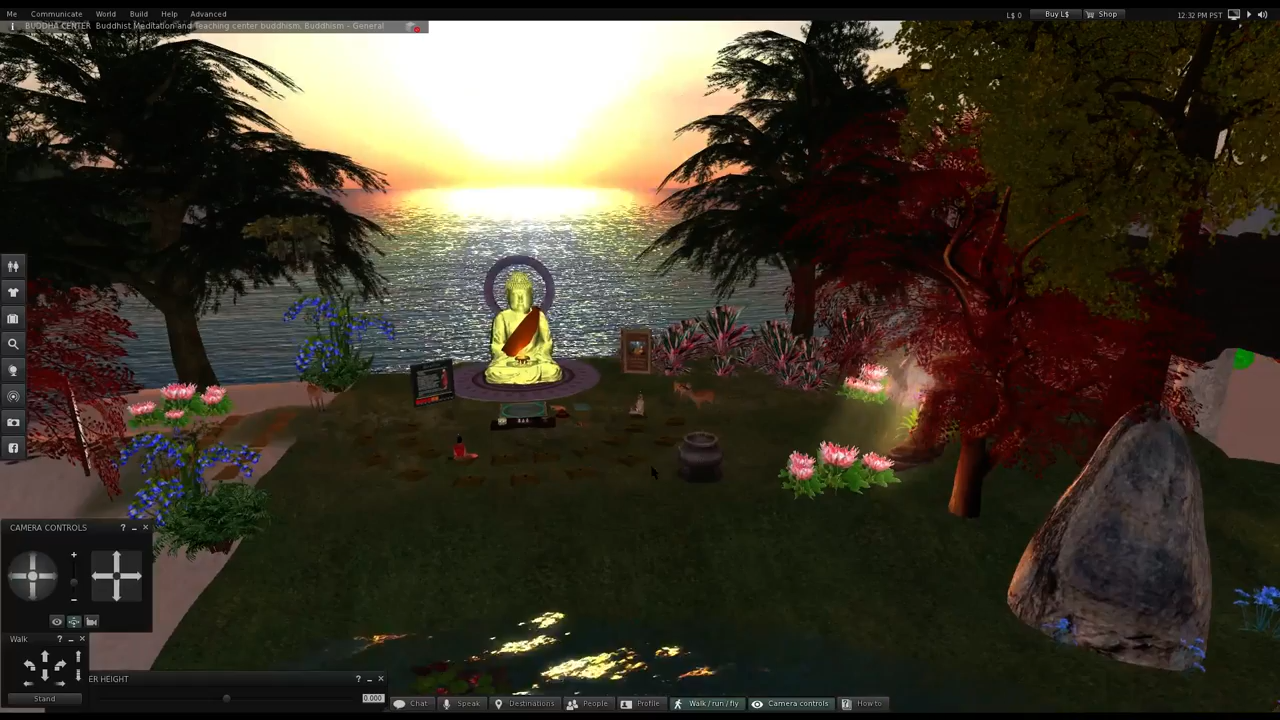 Me Communicate World Build Help Advanced
L$ 0 Buy L$ Shop 12:32 PM PST
BUDDHA CENTER Buddhist Meditation and Teaching center buddhism, Buddhism - General
CAMERA CONTROLS ?
+
Walk ?
Stand
ER HEIGHT ?
0.000
Chat Speak Destinations People Profile Walk / run / fly Camera controls How to